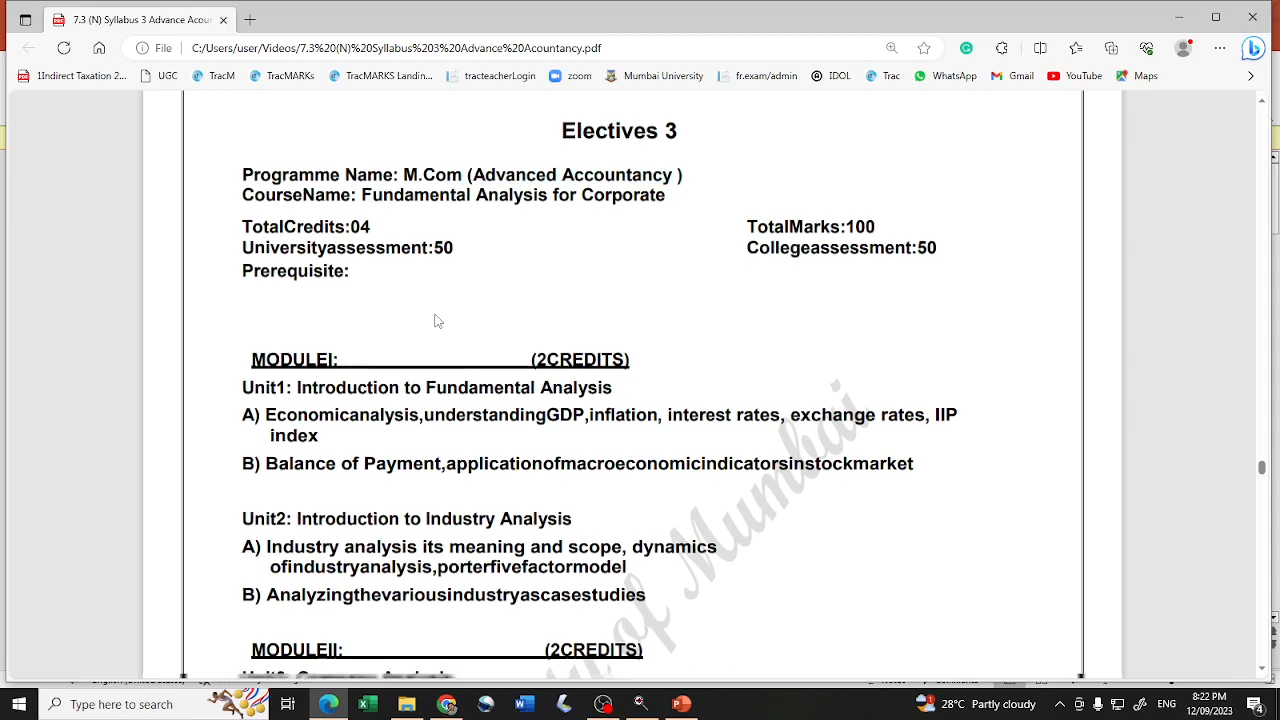 7.3 (N) Syllabus 3 Advance Acou
File
C:/Users/user/Videos/7.3%20(N)%20Syllabus%203%20Advance%20Acountancy.pdf
1Indirect Taxation 2...
UGC
TracM
TracMARKS
TracMARKS Landin...
tracteacherLogin
zoom
Mumbai University
fr.exam/admin
IDOL
Trac
WhatsApp
Gmail
YouTube
Maps
Electives 3
Programme Name: M.Com (Advanced Accountancy )
CourseName: Fundamental Analysis for Corporate
TotalCredits:04 TotalMarks:100
Universityassessment:50 Collegeassessment:50
Prerequisite:
MODULEI: (2CREDITS)
Unit1: Introduction to Fundamental Analysis
A) Economicanalysis,understandingGDP,inflation, interest rates, exchange rates, IIP
index
B) Balance of Payment,applicationofmacroeconomicindicatorsinstockmarket
Unit2: Introduction to Industry Analysis
A) Industry analysis its meaning and scope, dynamics
ofindustryanalysis,porterfivefactormodel
B) Analyzingthevariousindustryascasestudies
of Mumbai
MODULEII: (2CREDITS)
Type here to search
28°C Partly cloudy
ENG
8:22 PM
12/09/2023